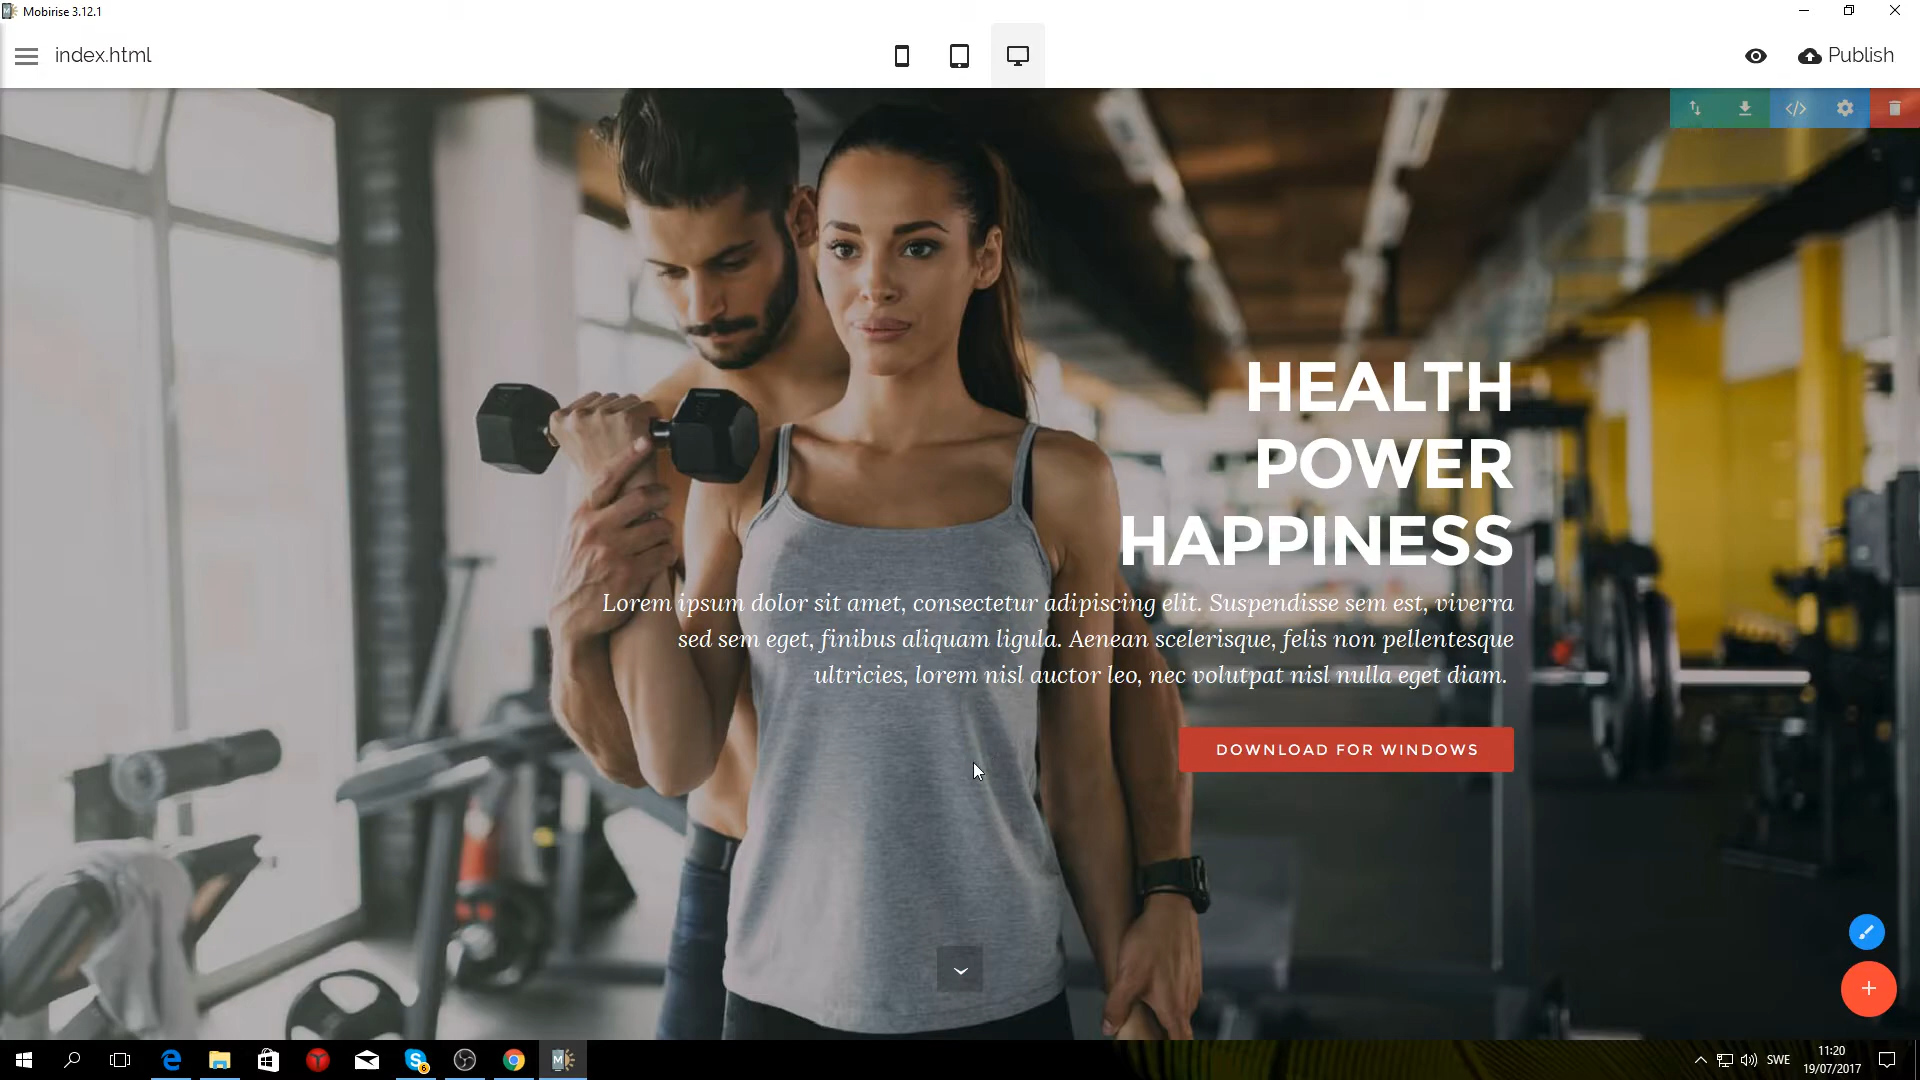 Mobirise 3.12.1
index.html
Publish
HEALTH
POWER
HAPPINESS
Lorem ipsum dolor sit amet, consectetur adipiscing elit. Suspendisse sem est, viverra
sed sem eget, finibus aliquam ligula. Aenean scelerisque, felis non pellentesque
ultricies, lorem nisl auctor leo, nec volutpat nisl nulla eget diam.
DOWNLOAD FOR WINDOWS
SWE
11:20
19/07/2017